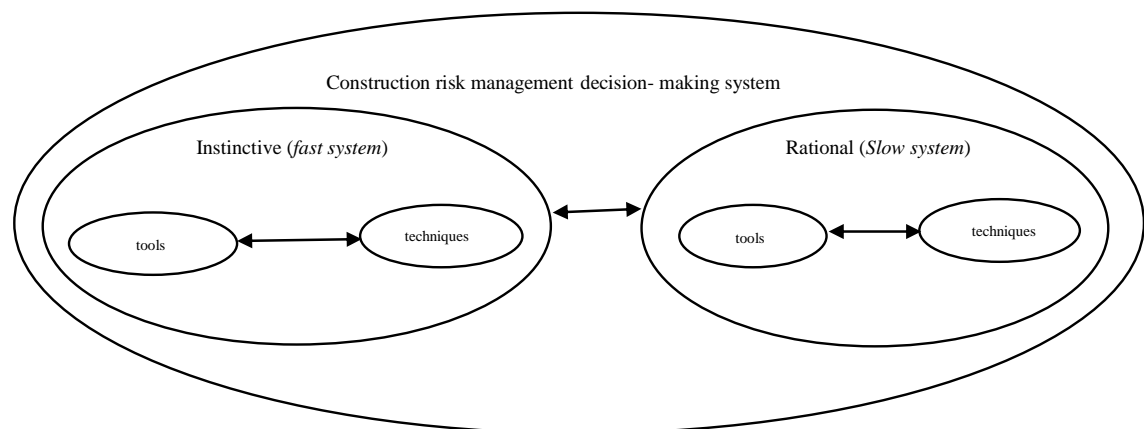 Construction risk management decision- making system
Instinctive (fast system)
Rational (Slow system)
tools
techniques
tools
techniques